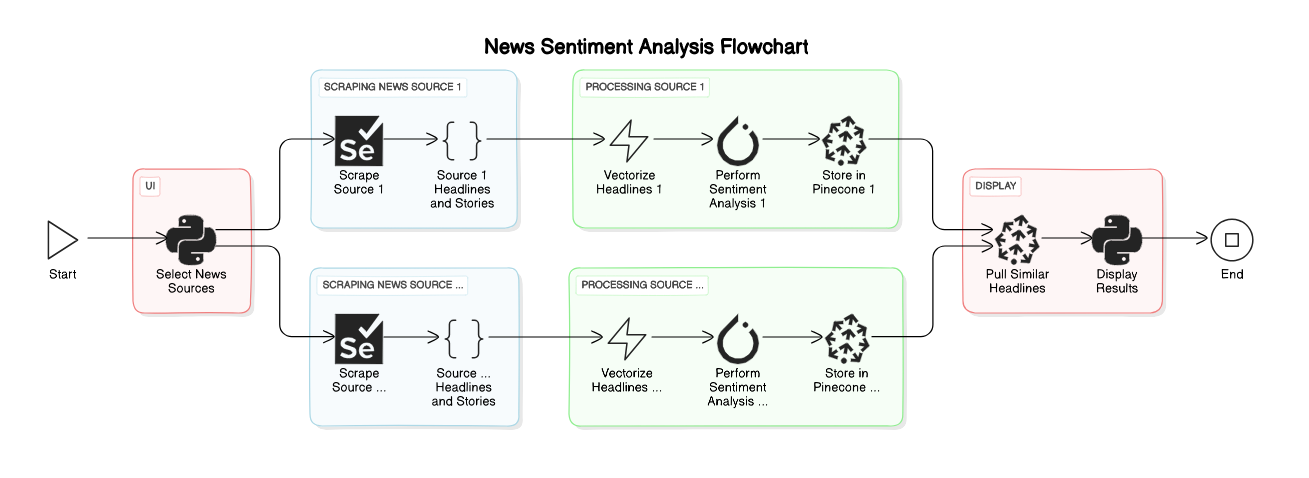 News Sentiment Analysis Flowchart
SCRAPING NEWS SOURCE 1
Se
Scrape
Source 1
Source 1
Headlines
and Stories
PROCESSING SOURCE 1
Vectorize
Headlines 1
Perform
Sentiment
Analysis 1
Store in
Pinecone 1
Start
UI
Select News
Sources
SCRAPING NEWS SOURCE ...
Se
Scrape
Source ...
Source ...
Headlines
and Stories
PROCESSING SOURCE ...
Vectorize
Headlines ...
Perform
Sentiment
Analysis ...
Store in
Pinecone ...
DISPLAY
Pull Similar
Headlines
Display
Results
End